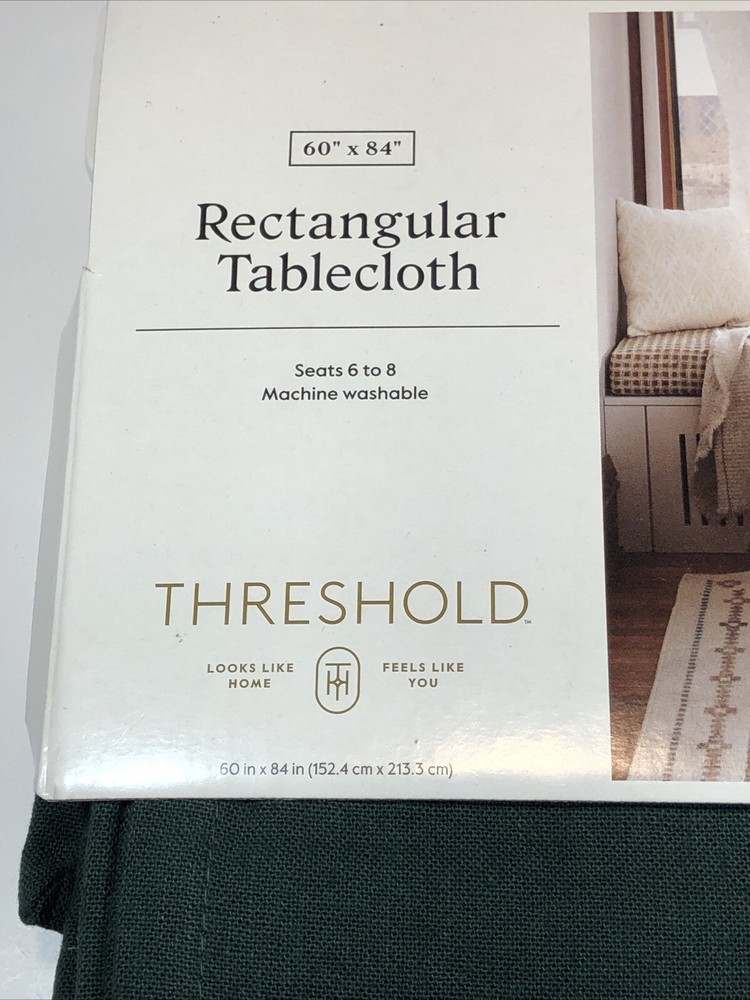 60" x 84"
Rectangular
Tablecloth
Seats 6 to 8
Machine washable
THRESHOLD™
LOOKS LIKE
HOME
FEELS LIKE
YOU
60 in x 84 in (152.4 cm x 213.3 cm)